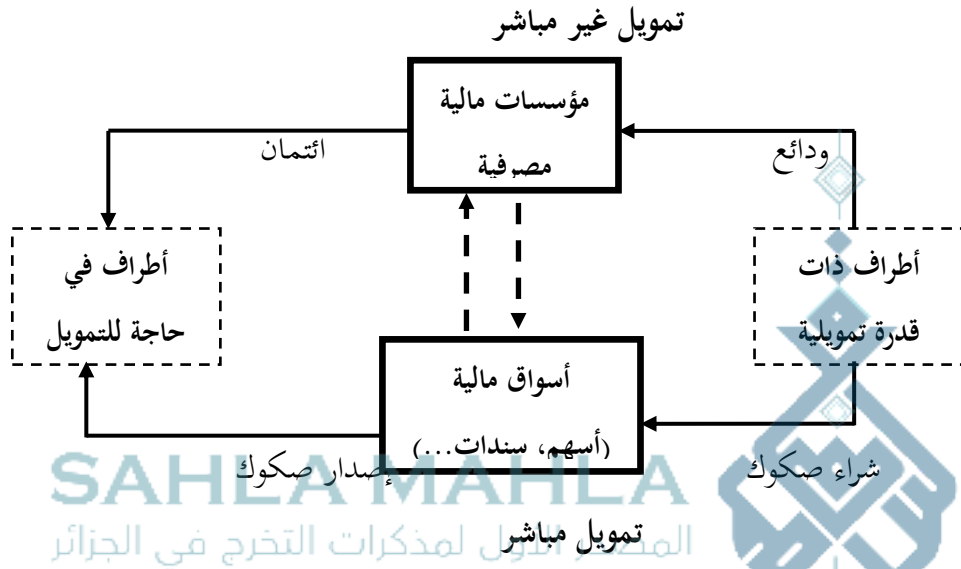 تمويل غير مباشر
مؤسسات مالية
مصرفية
ودائع
ائتمان
أطراف ذات
قدرة تمويلية
أطراف في
حاجة للتمويل
أسواق مالية
(أسهم، سندات...)
شراء صكوك
إصدار صكوك
تمويل مباشر
SAHLA MAHLA
المصدر الاول لمذكرات التخرج في الجزائر